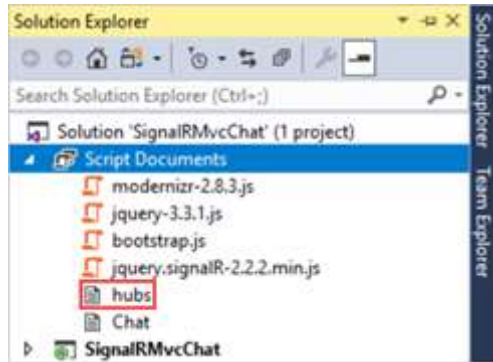 Solution Explorer
Search Solution Explorer (Ctrl+;)
Solution 'SignalRMvcChat' (1 project)
Script Documents
modernizr-2.8.3.js
jquery-3.3.1.js
bootstrap.js
jquery.signalR-2.2.2.min.js
hubs
Chat
SignalRMvcChat
Solution Explorer
Team Explorer